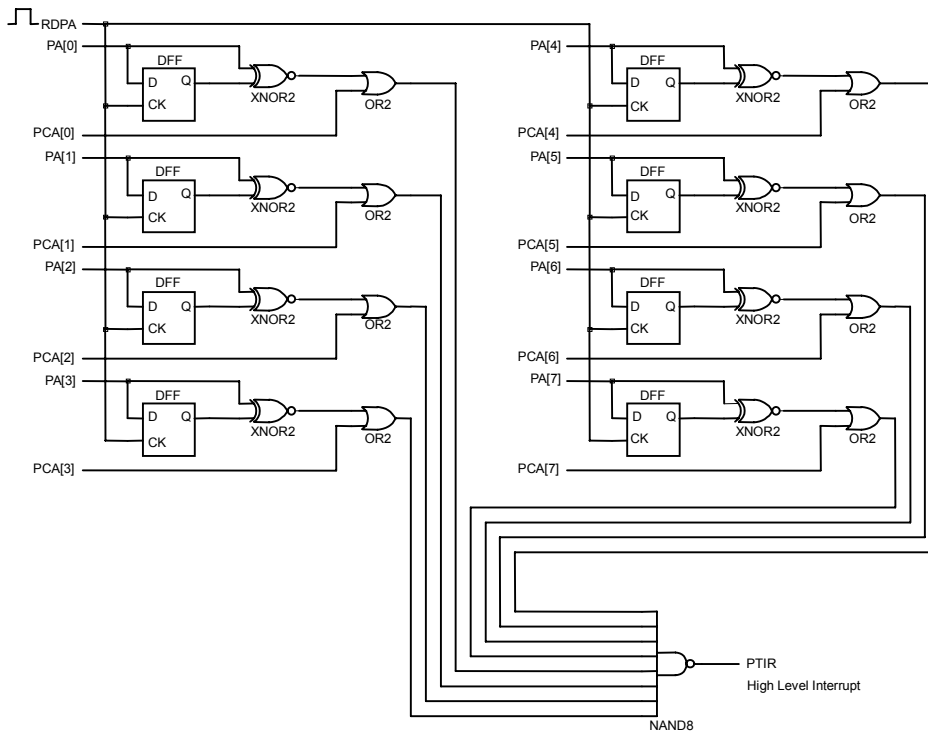 RDPA
PA[0]
DFF
D
Q
CK
XNOR2
OR2
PCA[0]
PA[1]
DFF
D
Q
CK
XNOR2
OR2
PCA[1]
PA[2]
DFF
D
Q
CK
XNOR2
OR2
PCA[2]
PA[3]
DFF
D
Q
CK
XNOR2
OR2
PCA[3]
PA[4]
DFF
D
Q
CK
XNOR2
OR2
PCA[4]
PA[5]
DFF
D
Q
CK
XNOR2
OR2
PCA[5]
PA[6]
DFF
D
Q
CK
XNOR2
OR2
PCA[6]
PA[7]
DFF
D
Q
CK
XNOR2
OR2
PCA[7]
PTIR
High Level Interrupt
NAND8